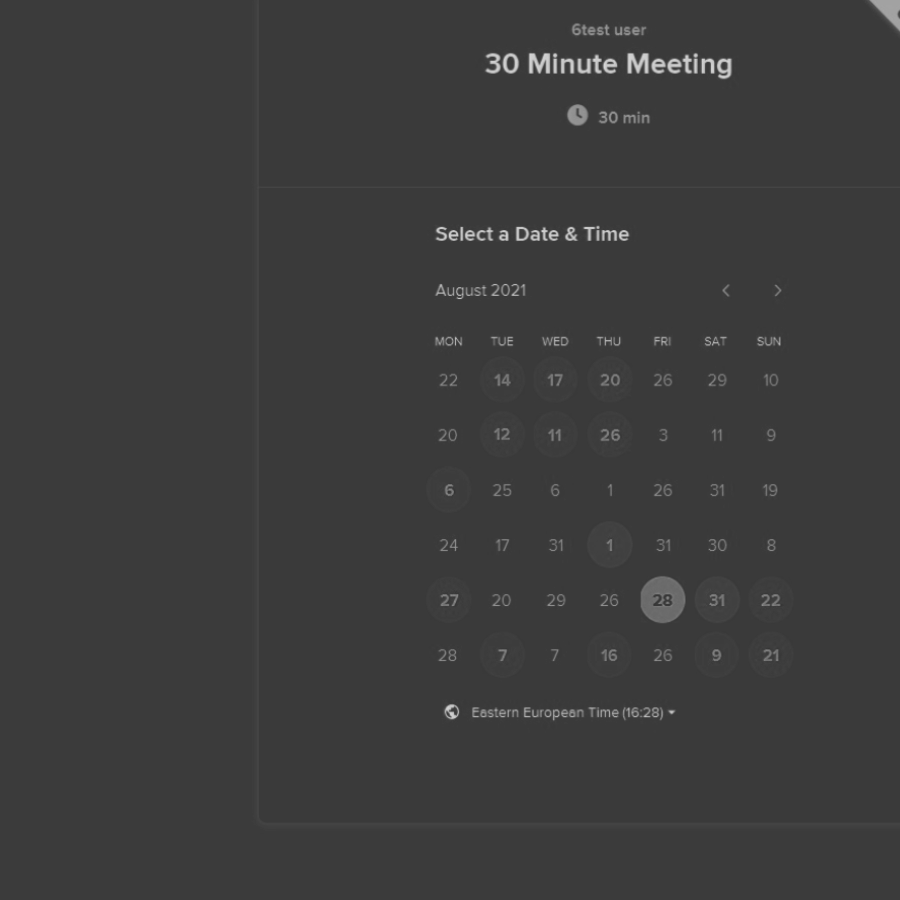 6test user
30 Minute Meeting
30 min
Select a Date & Time
August 2021
MON TUE WED THU FRI SAT SUN
22 14 17 20 26 29 10
20 12 11 26 3 11 9
6 25 6 1 26 31 19
24 17 31 1 31 30 8
27 20 29 26 28 31 22
28 7 7 16 26 9 21
Eastern European Time (16:28)